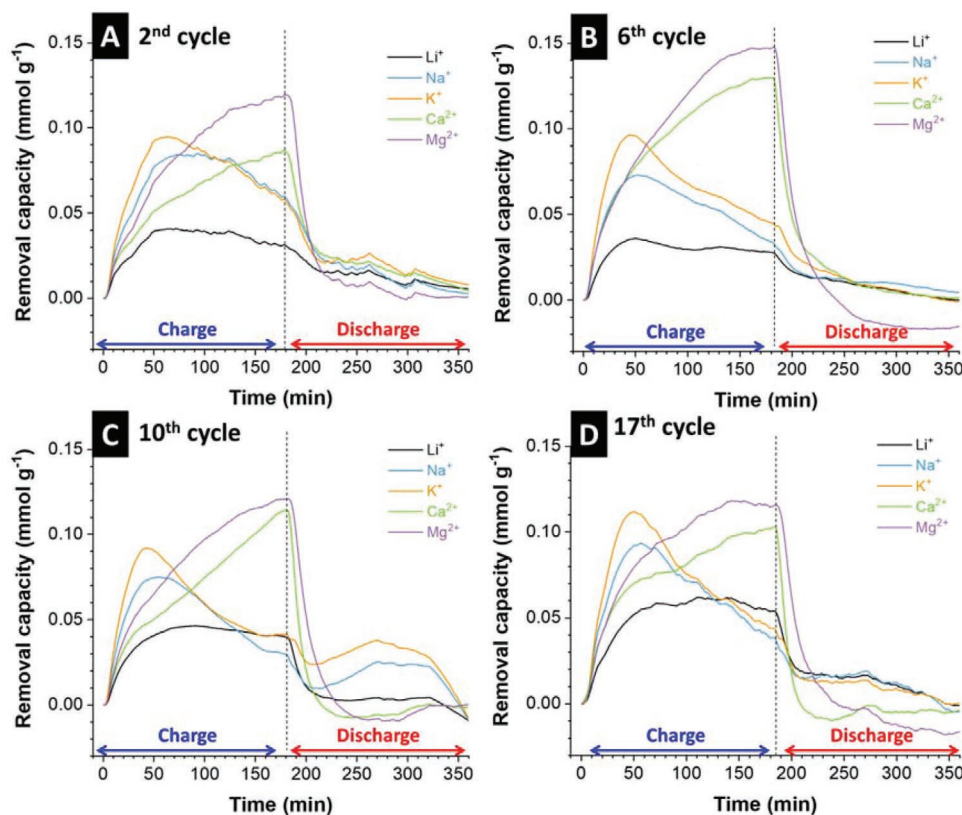 A 2nd cycle
Li+
Na+
K+
Ca2+
Mg2+
0.15
0.10
0.05
0.00
Removal capacity (mmol g-1)
Charge
Discharge
0 50 100 150 200 250 300 350
Time (min)
B 6th cycle
Li+
Na+
K+
Ca2+
Mg2+
0.15
0.10
0.05
0.00
Removal capacity (mmol g-1)
Charge
Discharge
0 50 100 150 200 250 300 350
Time (min)
C 10th cycle
Li+
Na+
K+
Ca2+
Mg2+
0.15
0.10
0.05
0.00
Removal capacity (mmol g-1)
Charge
Discharge
0 50 100 150 200 250 300 350
Time (min)
D 17th cycle
Li+
Na+
K+
Ca2+
Mg2+
0.15
0.10
0.05
0.00
Removal capacity (mmol g-1)
Charge
Discharge
0 50 100 150 200 250 300 350
Time (min)